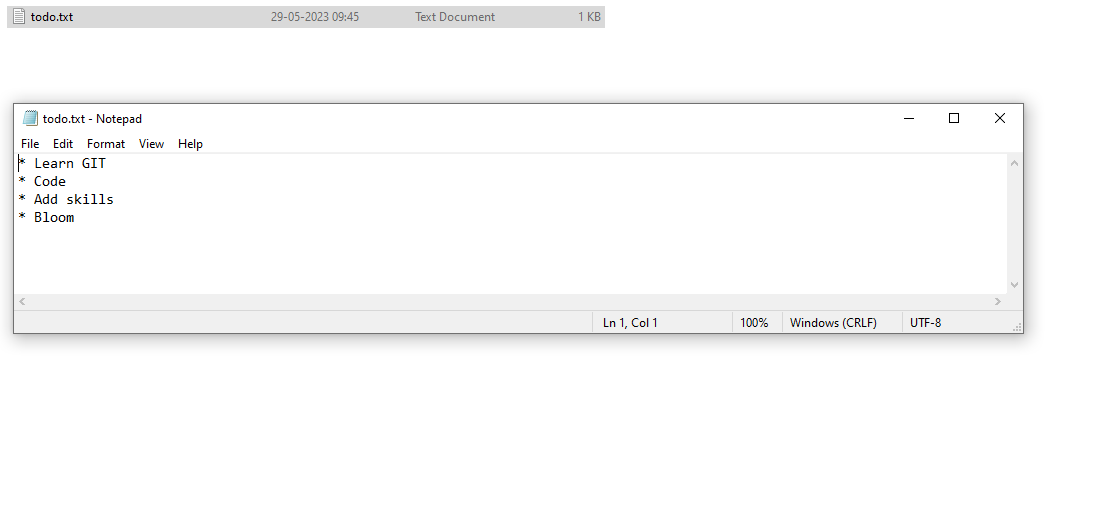 todo.txt 29-05-2023 09:45 Text Document 1 KB
todo.txt - Notepad
File Edit Format View Help
* Learn GIT
* Code
* Add skills
* Bloom
Ln 1, Col 1 100% Windows (CRLF) UTF-8